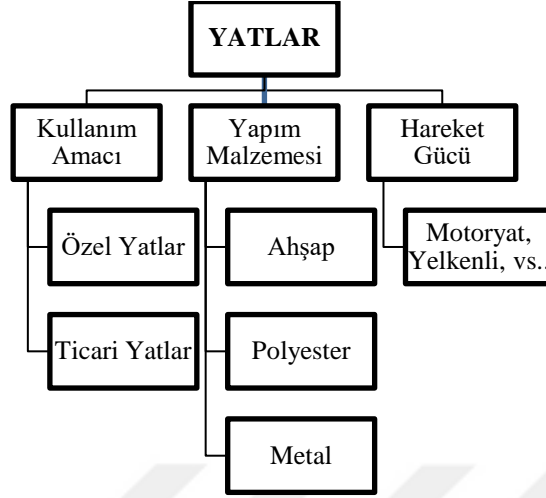 YATLAR
Kullanım
Amacı
Yapım
Malzemesi
Hareket
Gücü
Özel Yatlar
Ahşap
Motoryat,
Yelkenli, vs..
Ticari Yatlar
Polyester
Metal